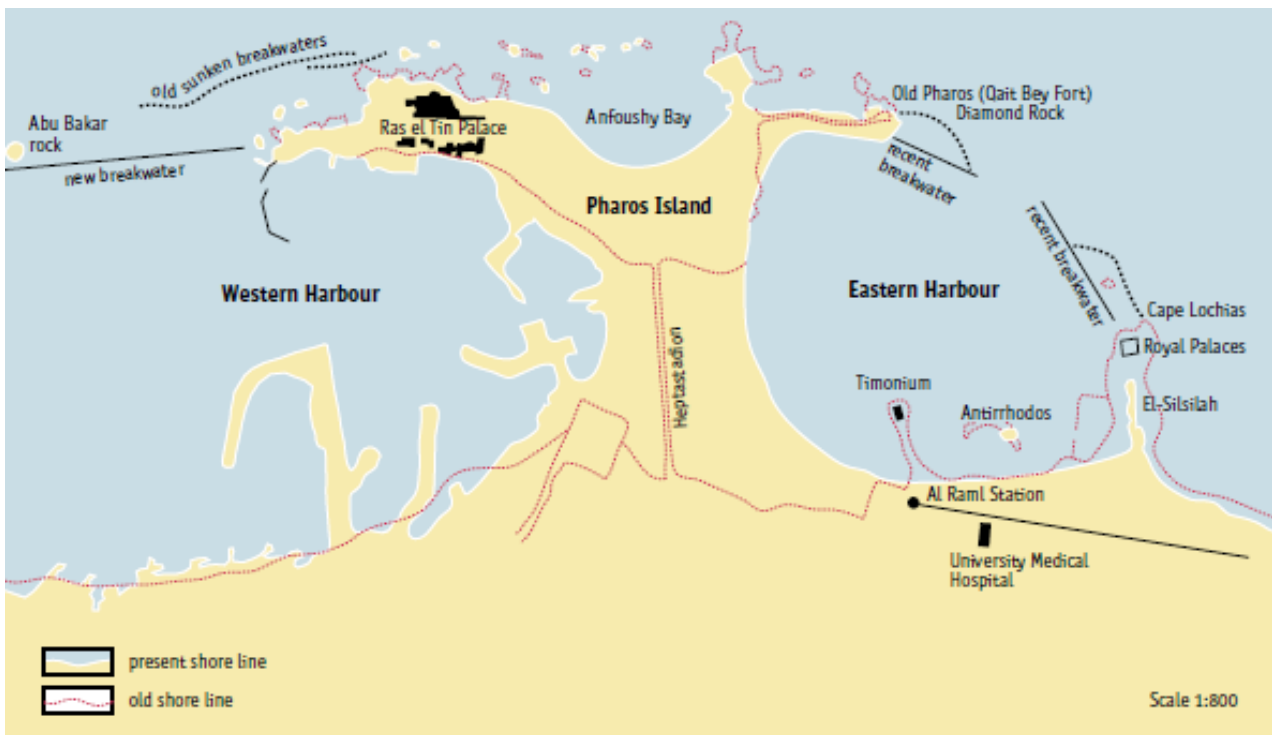 old sunken breakwaters
Abu Bakar
rock
new breakwater
Ras el Tin Palace
Anfoushy Bay
Old Pharos (Qait Bey Fort)
Diamond Rock
recent
breakwater
Pharos Island
recent breakwater
Western Harbour
Eastern Harbour
Cape Lochias
Royal Palaces
Heptastadion
Timonium
Antirrhodos
El-Silsilah
Al Raml Station
University Medical
Hospital
present shore line
old shore line
Scale 1:800